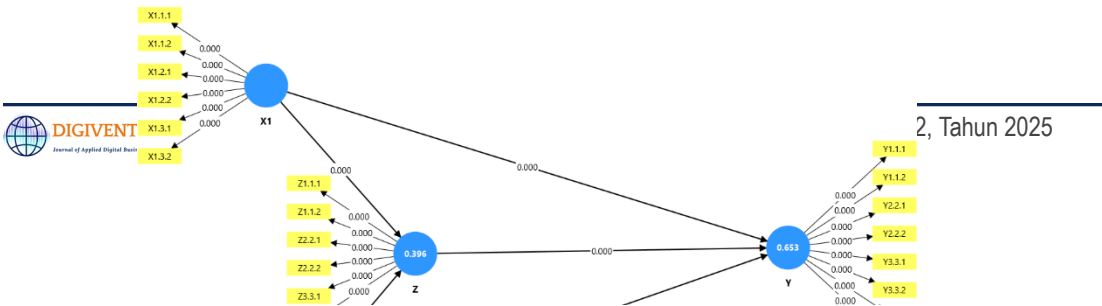 X1.1.1
X1.1.2
X1.2.1
X1.2.2
X1.3.1
X1.3.2
0.000
0.000
0.000
0.000
0.000
0.000
X1
DIGIVENT
Journal of Applied Digital Busin
2, Tahun 2025
0.000
0.000
Z1.1.1
Z1.1.2
Z2.2.1
Z2.2.2
Z3.3.1
0.000
0.000
0.000
0.000
0.000
0.000
0.396
Z
0.000
0.653
Y
Y1.1.1
Y1.1.2
Y2.2.1
Y2.2.2
Y3.3.1
Y3.3.2
0.000
0.000
0.000
0.000
0.000
0.000
0.000